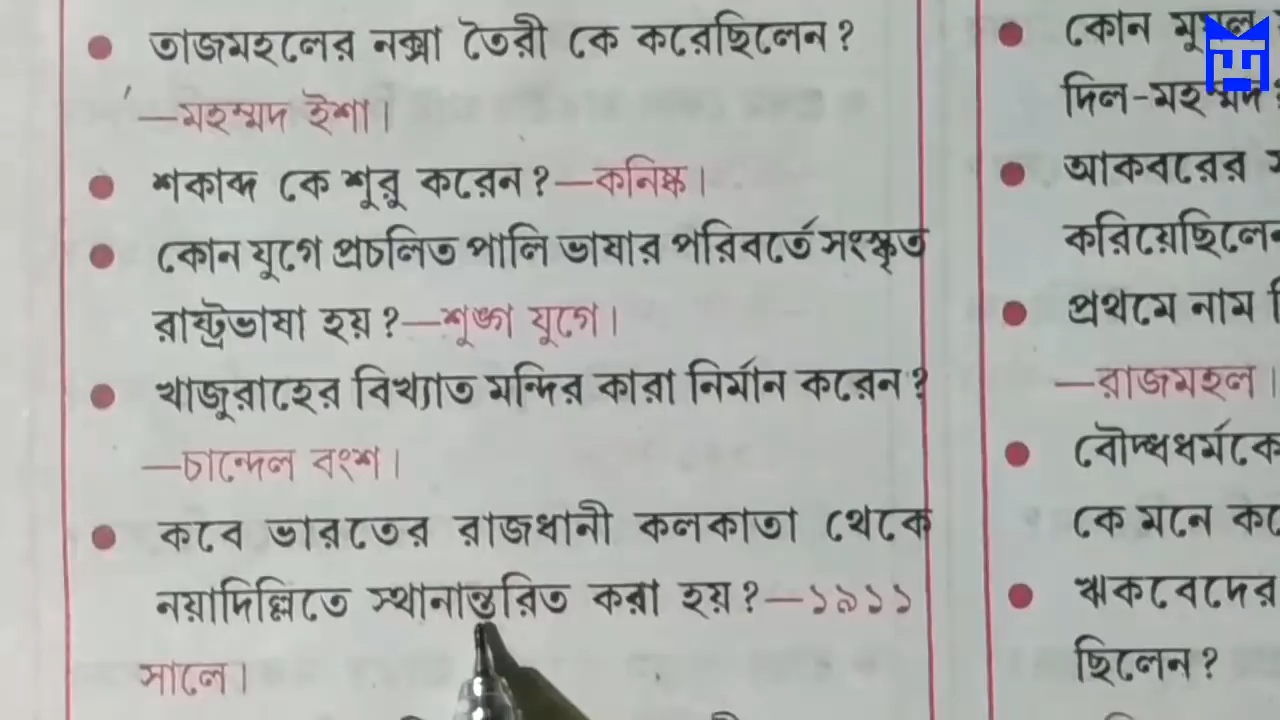 তাজমহলের নক্সা তৈরী কে করেছিলেন?
—মহম্মদ ইশা।
শকাব্দ কে শুরু করেন?—কনিষ্ক।
কোন যুগে প্রচলিত পালি ভাষার পরিবর্তে সংস্কৃত
রাষ্ট্রভাষা হয়?—শুঙ্গ যুগে।
খাজুরাহের বিখ্যাত মন্দির কারা নির্মান করেন?
—চান্দেল বংশ।
কবে ভারতের রাজধানী কলকাতা থেকে
নয়াদিল্লিতে স্থানান্তরিত করা হয়?—১৯১১
সালে।
কোন
দিল-মহম্মদ?
আকবরের
করিয়েছিলেন
প্রথমে নাম
—রাজমহল।
বৌদ্ধধর্মকে
কে মনে
ঋকবেদের
ছিলেন?